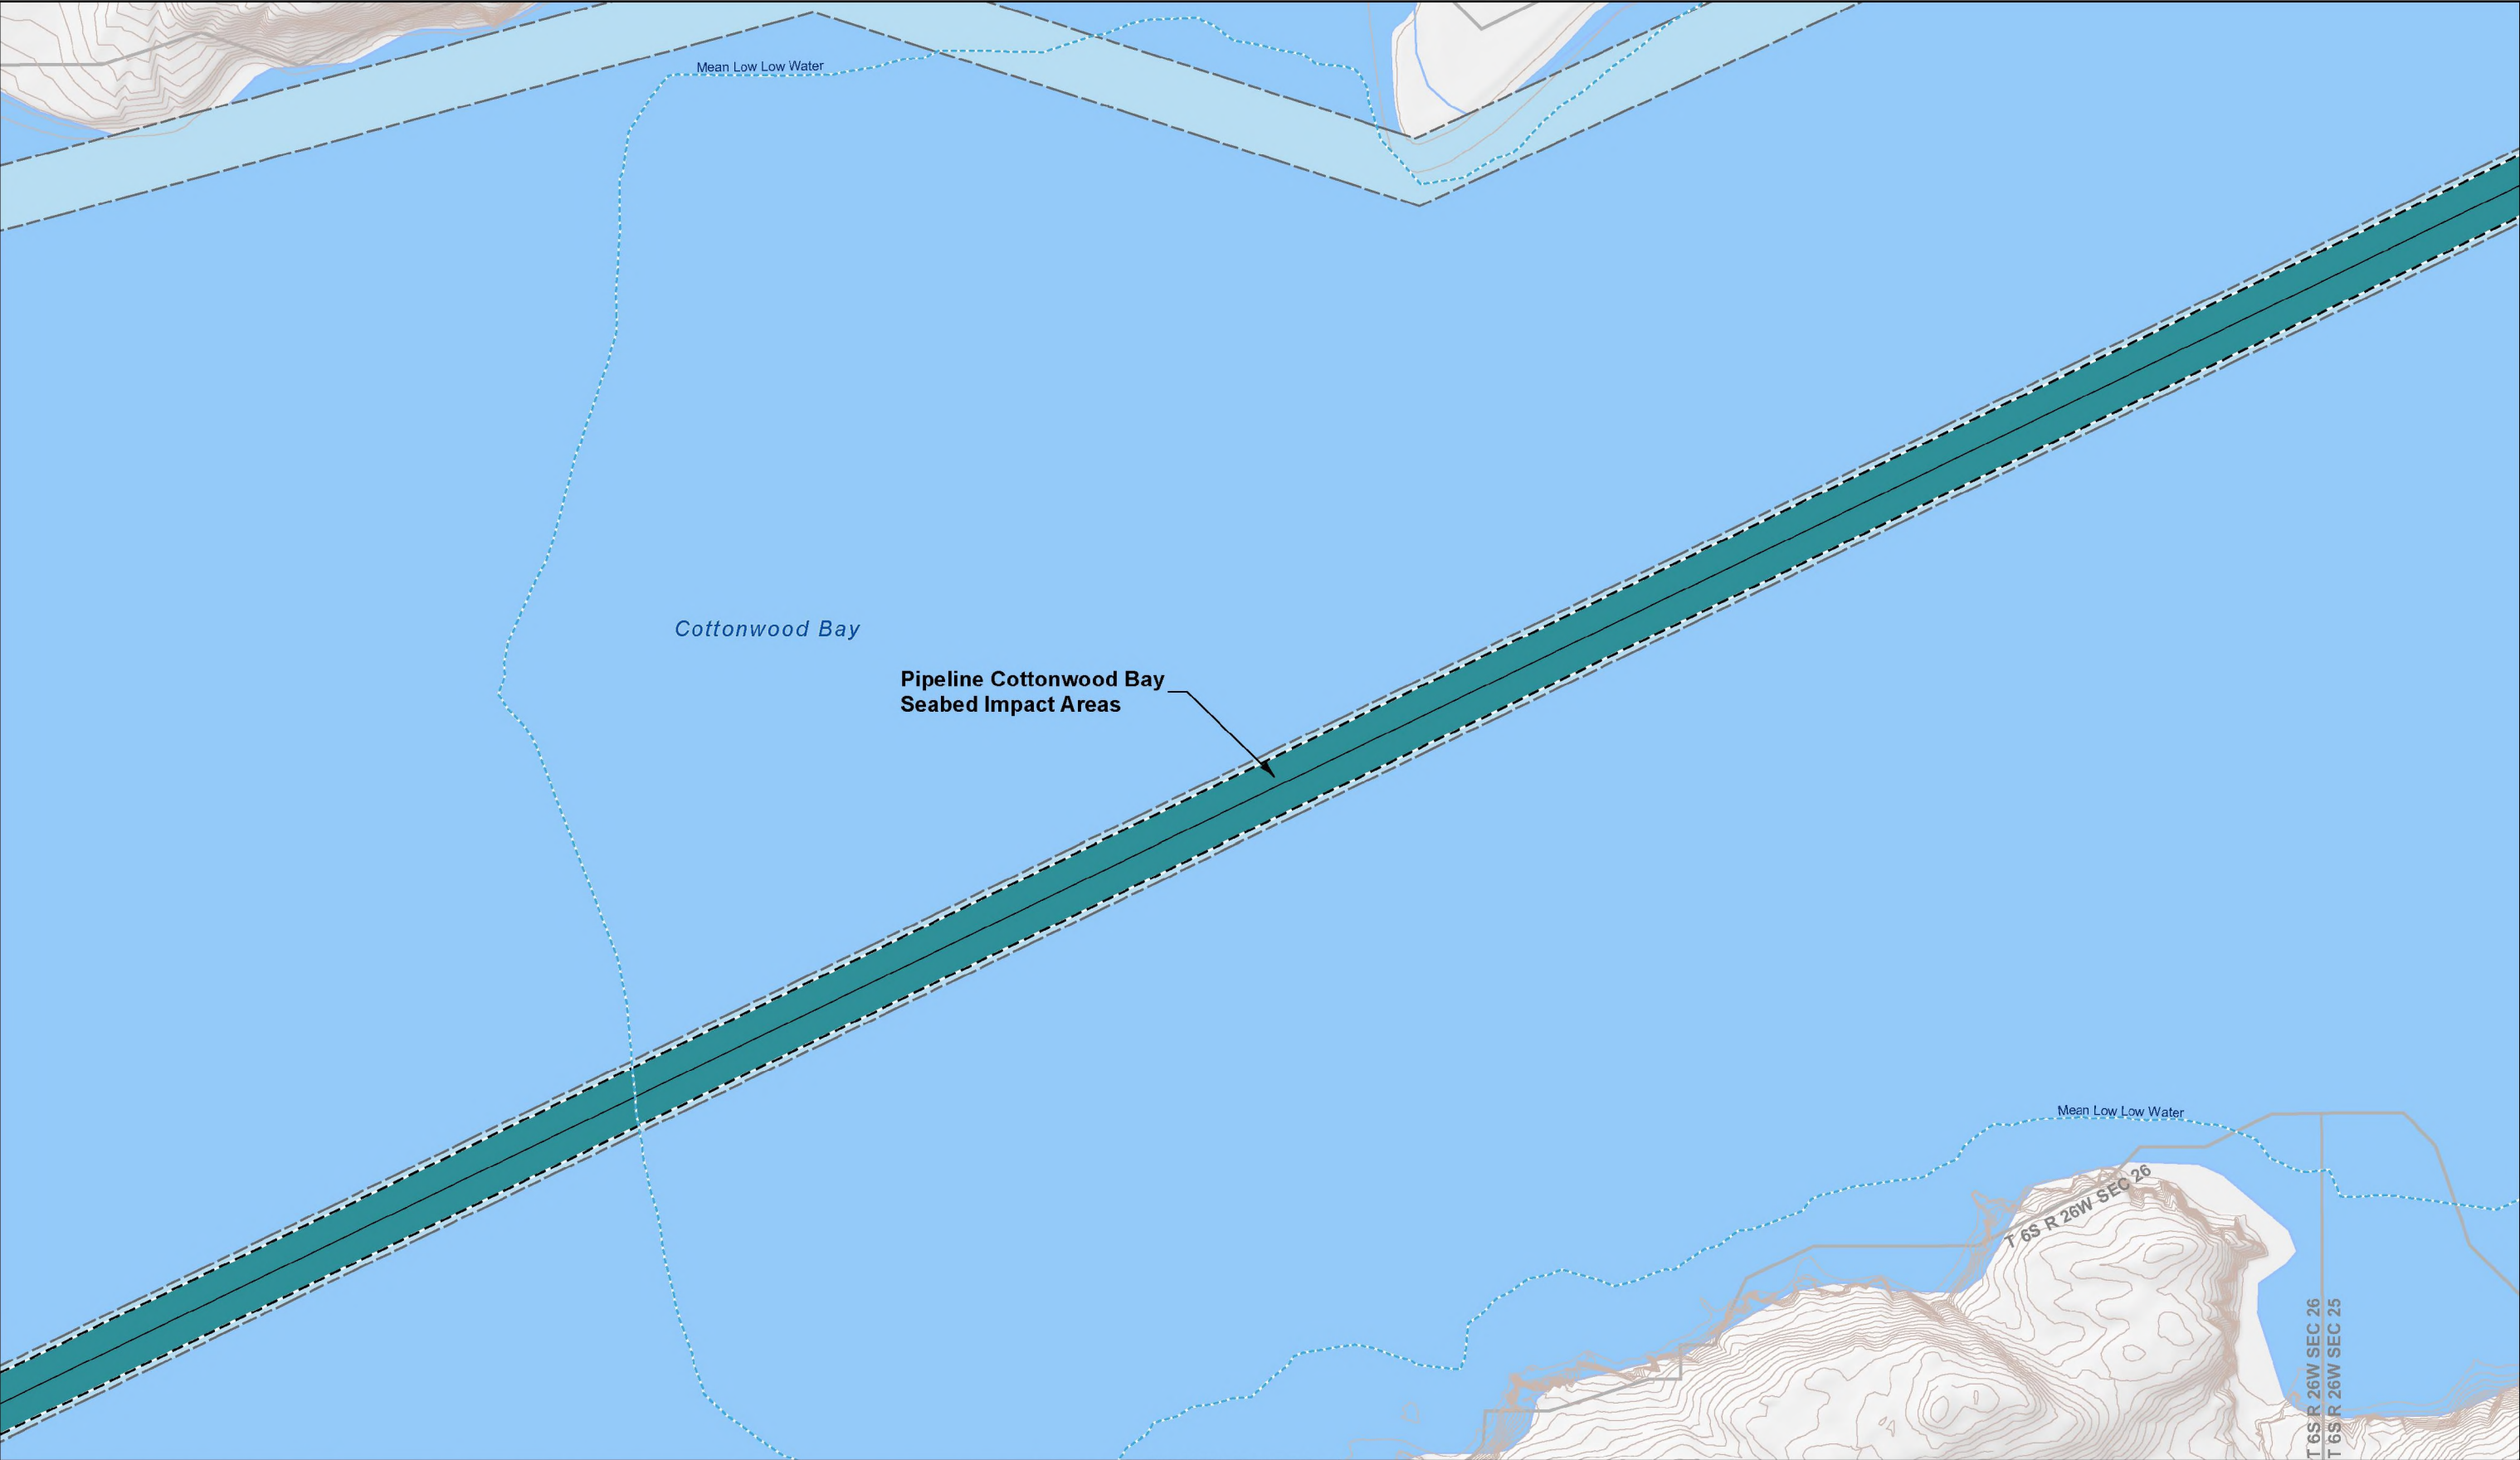 Mean Low Low Water
Cottonwood Bay
Pipeline Cottonwood Bay
Seabed Impact Areas
Mean Low Low Water
T 6S R 26W SEC 26
T 6S R 26W SEC 26
T 6S R 26W SEC 25